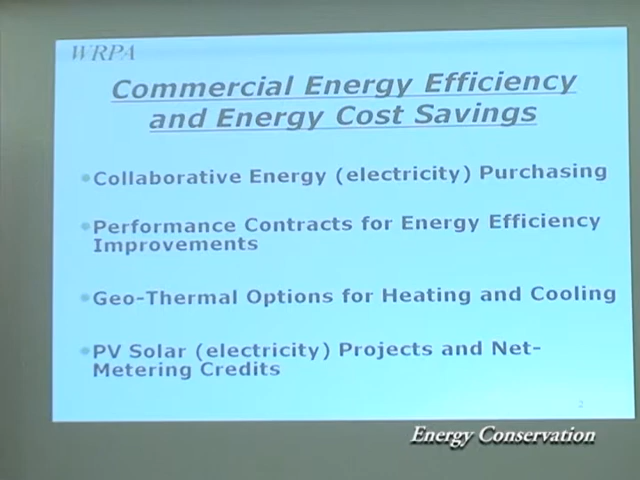 WRPA
Commercial Energy Efficiency
and Energy Cost Savings
•Collaborative Energy (electricity) Purchasing
•Performance Contracts for Energy Efficiency
Improvements
•Geo-Thermal Options for Heating and Cooling
•PV Solar (electricity) Projects and Net-
Metering Credits
2
Energy Conservation